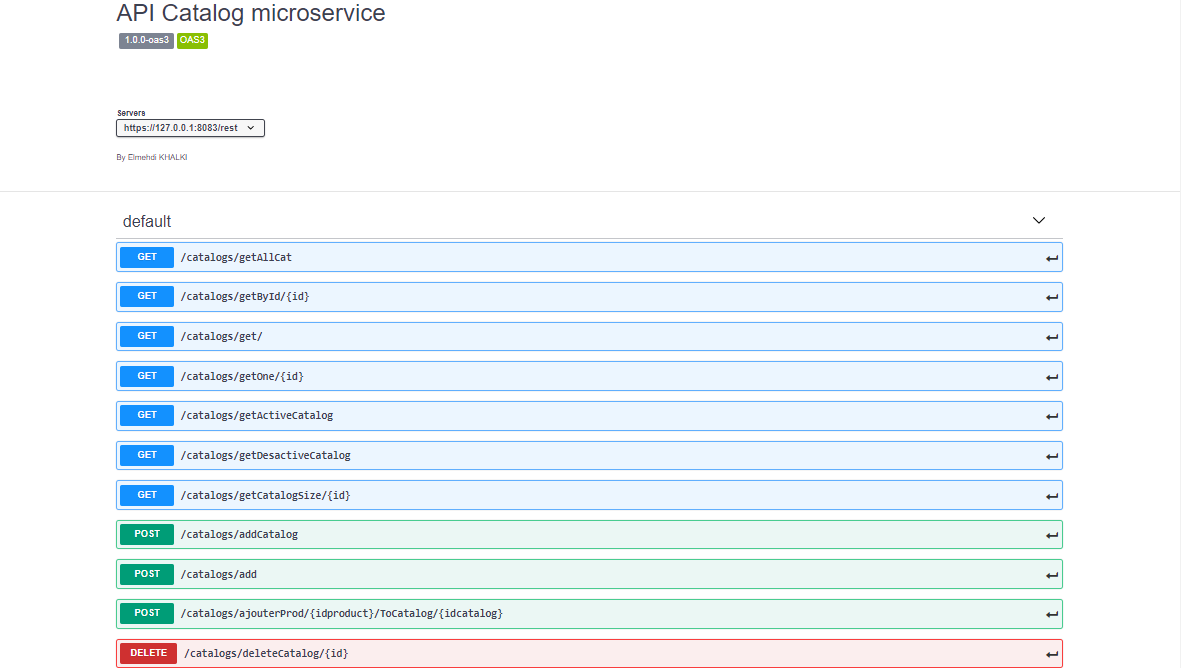 API Catalog microservice
1.0.0-oas3 OAS3
Servers
https://127.0.0.1:8083/rest
By Elmehdi KHALKI
default
GET /catalogs/getAllCat
GET /catalogs/getById/{id}
GET /catalogs/get/
GET /catalogs/getOne/{id}
GET /catalogs/getActiveCatalog
GET /catalogs/getDesactiveCatalog
GET /catalogs/getCatalogSize/{id}
POST /catalogs/addCatalog
POST /catalogs/add
POST /catalogs/ajouterProd/{idproduct}/ToCatalog/{idcatalog}
DELETE /catalogs/deleteCatalog/{id}